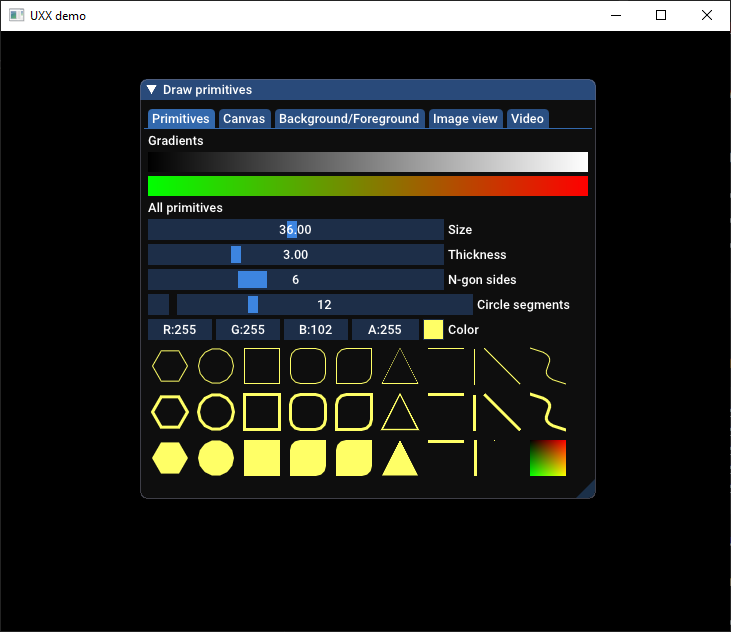 UXX demo
Draw primitives
Primitives Canvas Background/Foreground Image view Video
Gradients
All primitives
36.00 Size
3.00 Thickness
6 N-gon sides
12 Circle segments
R:255 G:255 B:102 A:255 Color